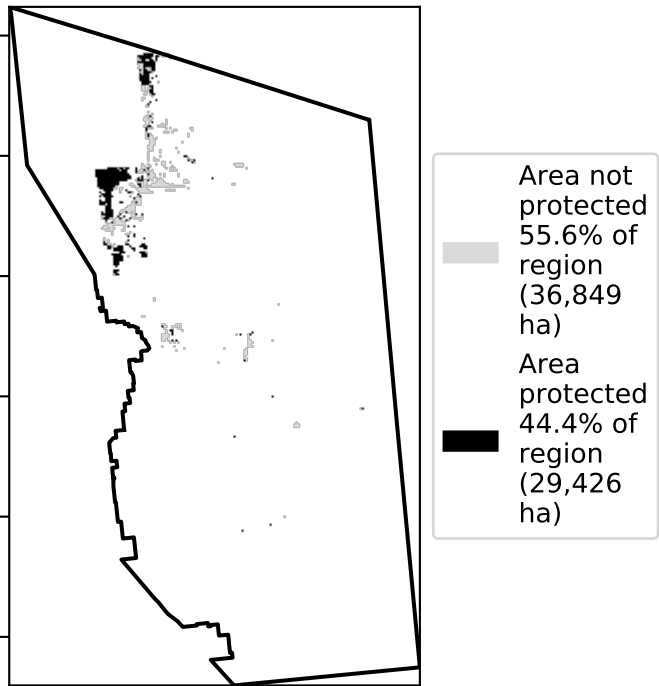 Area not
protected
55.6% of
region
(36,849
ha)
Area
protected
44.4% of
region
(29,426
ha)